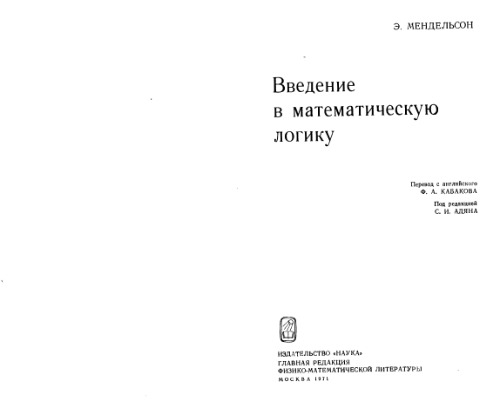 Э. МЕНДЕЛЬСОН
Введение
в математическую
логику
Перевод с английского
Ф. А. КАБАКОВА
Под редакцией
С. И. АДЯНА
ИЗДАТЕЛЬСТВО «НАУКА»
ГЛАВНАЯ РЕДАКЦИЯ
ФИЗИКО-МАТЕМАТИЧЕСКОЙ ЛИТЕРАТУРЫ
МОСКВА 1971